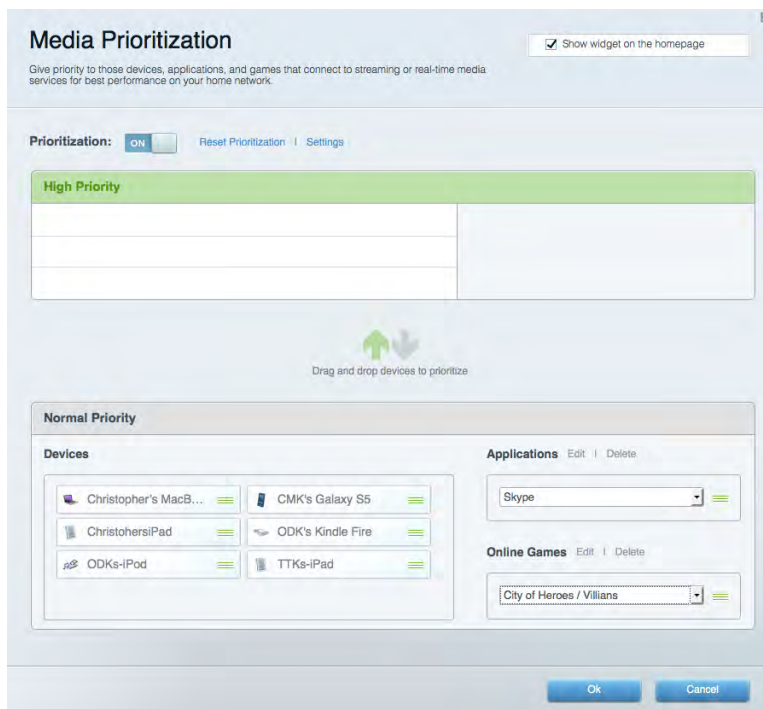 Media Prioritization
Show widget on the homepage
Give priority to those devices, applications, and games that connect to streaming or real-time media
services for best performance on your home network.
Prioritization: ON Reset Prioritization | Settings
High Priority
Drag and drop devices to prioritize
Normal Priority
Devices
Christopher's MacB...
CMK's Galaxy S5
ChristohersiPad
ODK's Kindle Fire
ODKs-iPod
TTKs-iPad
Applications Edit | Delete
Skype
Online Games Edit | Delete
City of Heroes / Villians
Ok
Cancel